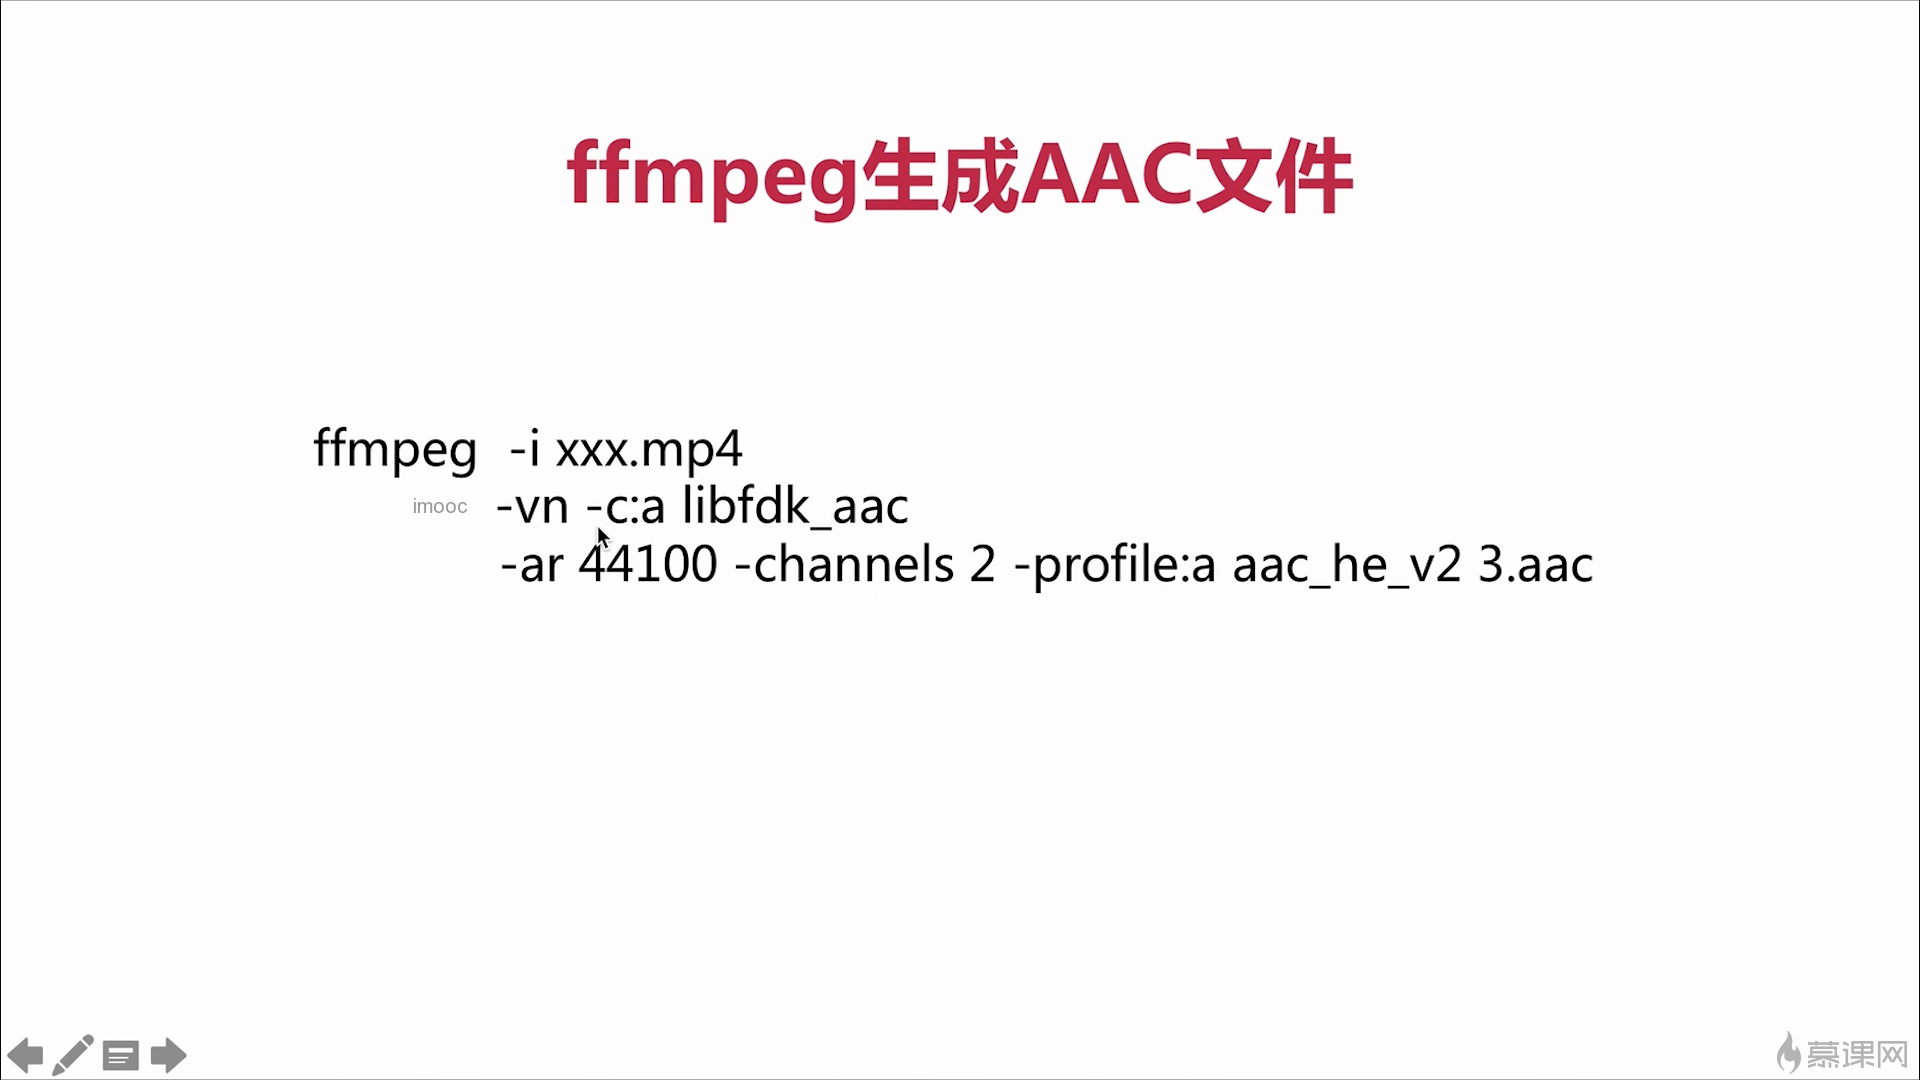 ffmpeg生成AAC文件
ffmpeg  -i xxx.mp4
imooc
-vn -c:a libfdk_aac
-ar 44100 -channels 2 -profile:a aac_he_v2 3.aac
慕课网